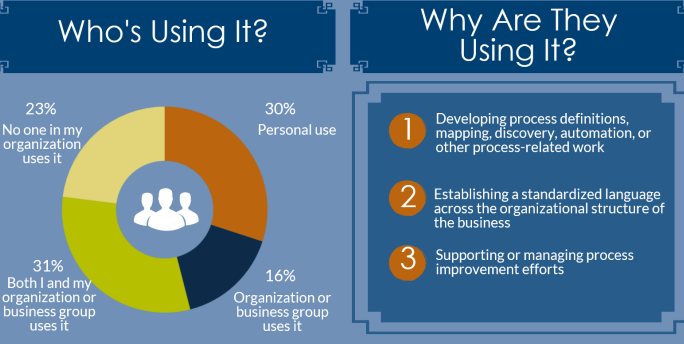 Who's Using It?
23%
No one in my
organization
uses it
30%
Personal use
31%
Both I and my
organization or
business group
uses it
16%
Organization or
business group
uses it
Why Are They
Using It?
1
Developing process definitions,
mapping, discovery, automation, or
other process-related work
2
Establishing a standardized language
across the organizational structure of
the business
3
Supporting or managing process
improvement efforts